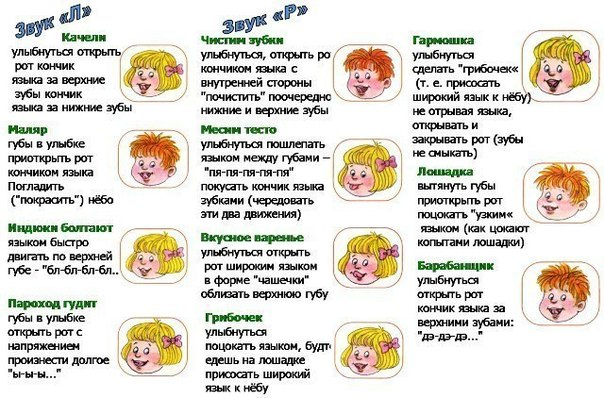 Звук «Л»
Качели
улыбнуться открыть
рот кончик
языка за верхние
зубы кончик
языка за нижние зубы
Маляр
губы в улыбке
приоткрыть рот
кончиком языка
Погладить
("покрасить") нёбо
Индюки болтают
языком быстро
двигать по верхней
губе - "бл-бл-бл-бл..
Пароход гудит
губы в улыбке
открыть рот с
напряжением
произнести долгое
"ы-ы-ы..."
Звук «Р»
Чистим зубки
улыбнуться, открыть ро
кончиком языка с
внутренней стороны
"почистить" поочередно
нижние и верхние зубы
Месим тесто
улыбнуться пошлепать
языком между губами –
"пя-пя-пя-пя-пя"
покусать кончик языка
зубками (чередовать
эти два движения)
Вкусное варенье
улыбнуться открыть
рот широким языком
в форме "чашечки"
облизать верхнюю губу
Грибочек
улыбнуться
поцокать языком, будт
едешь на лошадке
присосать широкий
язык к нёбу
Гармошка
улыбнуться
сделать "грибочек«
(т. е. присосать
широкий язык к нёбу)
не отрывая языка,
открывать и
закрывать рот (зубы
не смыкать)
Лошадка
вытянуть губы
приоткрыть рот
поцокать "узким«
языком (как цокают
копытами лошадки)
Барабанщик
улыбнуться
открыть рот
кончик языка за
верхними зубами:
"дэ-дэ-дэ..."